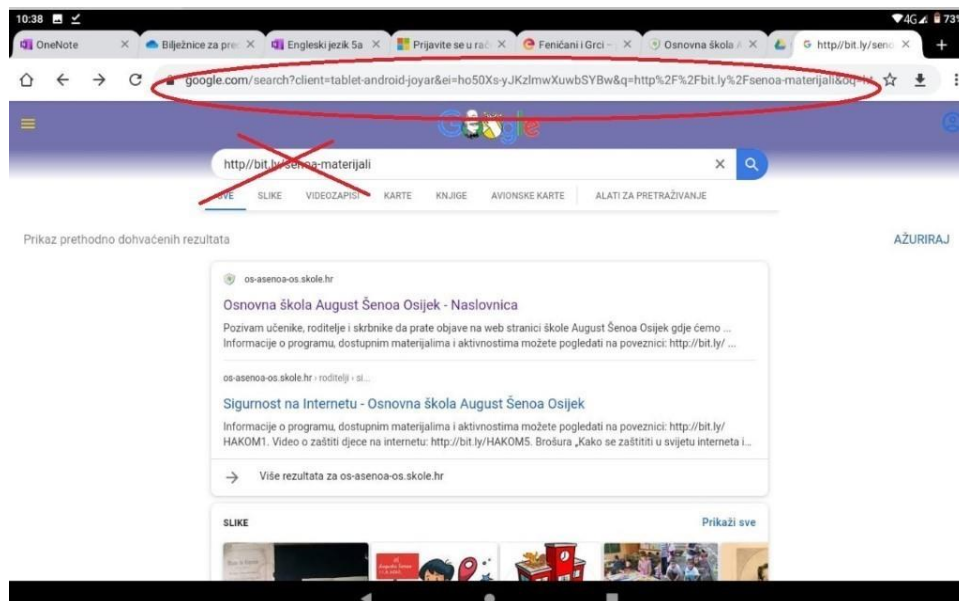 10:38 4G 73%
OneNote × Bilježnice za pre × Engleski jezik 5a × Prijavite se u rač × Feničani i Grci – × Osnovna škola A × http//bit.ly/seno × +
google.com/search?client=tablet-android-joyar&ei=ho50Xs-yJKzlmwXuwbSYBw&q=http%2F%2Fbit.ly%2Fsenoa-materijali&oq=ht
Google
http//bit.ly/senoa-materijali ×
SVE SLIKE VIDEOZAPISI KARTE KNJIGE AVIONSKE KARTE ALATI ZA PRETRAŽIVANJE
Prikaz prethodno dohvaćenih rezultata AŽURIRAJ
os-asenoa-os.skole.hr
Osnovna škola August Šenoa Osijek - Naslovnica
Pozivam učenike, roditelje i skrbnike da prate objave na web stranici škole August Šenoa Osijek gdje ćemo ...
Informacije o programu, dostupnim materijalima i aktivnostima možete pogledati na poveznici: http://bit.ly/ ...
os-asenoa-os.skole.hr › roditelji › si...
Sigurnost na Internetu - Osnovna škola August Šenoa Osijek
Informacije o programu, dostupnim materijalima i aktivnostima možete pogledati na poveznici: http://bit.ly/
HAKOM1. Video o zaštiti djece na internetu: http://bit.ly/HAKOM5. Brošura „Kako se zaštititi u svijetu interneta i...
Više rezultata za os-asenoa-os.skole.hr
SLIKE Prikaži sve